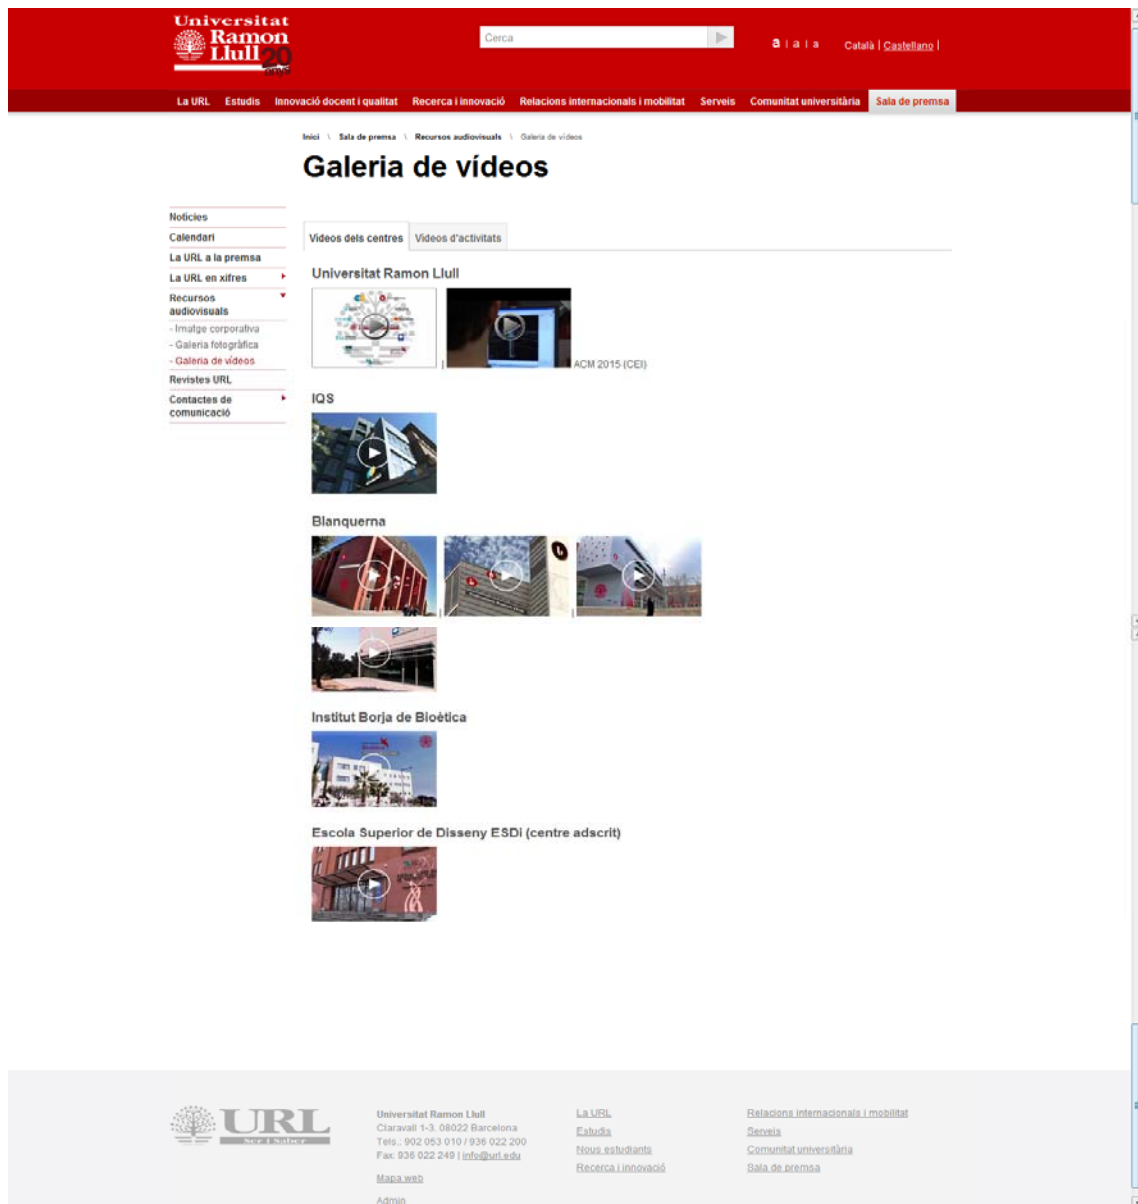 Universitat
Ramon
Llull
20
anys
Cerca
a | a | a
Català | Castellano |
La URL Estudis Innovació docent i qualitat Recerca i innovació Relacions internacionals i mobilitat Serveis Comunitat universitària Sala de premsa
Inici \ Sala de premsa \ Recursos audiovisuals \ Galeria de vídeos
Galeria de vídeos
Notícies
Calendari
La URL a la premsa
La URL en xifres
Recursos
audiovisuals
- Imatge corporativa
- Galeria fotogràfica
- Galeria de vídeos
Revistes URL
Contactes de
comunicació
Videos dels centres Videos d'activitats
Universitat Ramon Llull
| | ACM 2015 (CEI)
IQS
Blanquerna
| |
Institut Borja de Bioètica
Escola Superior de Disseny ESDi (centre adscrit)
URL
Ser i Saber
Universitat Ramon Llull
Claravall 1-3. 08022 Barcelona
Tels.: 902 053 010 / 936 022 200
Fax: 936 022 249 | info@url.edu
Mapa web
Admin
La URL
Estudis
Nous estudiants
Recerca i innovació
Relacions internacionals i mobilitat
Serveis
Comunitat universitària
Sala de premsa